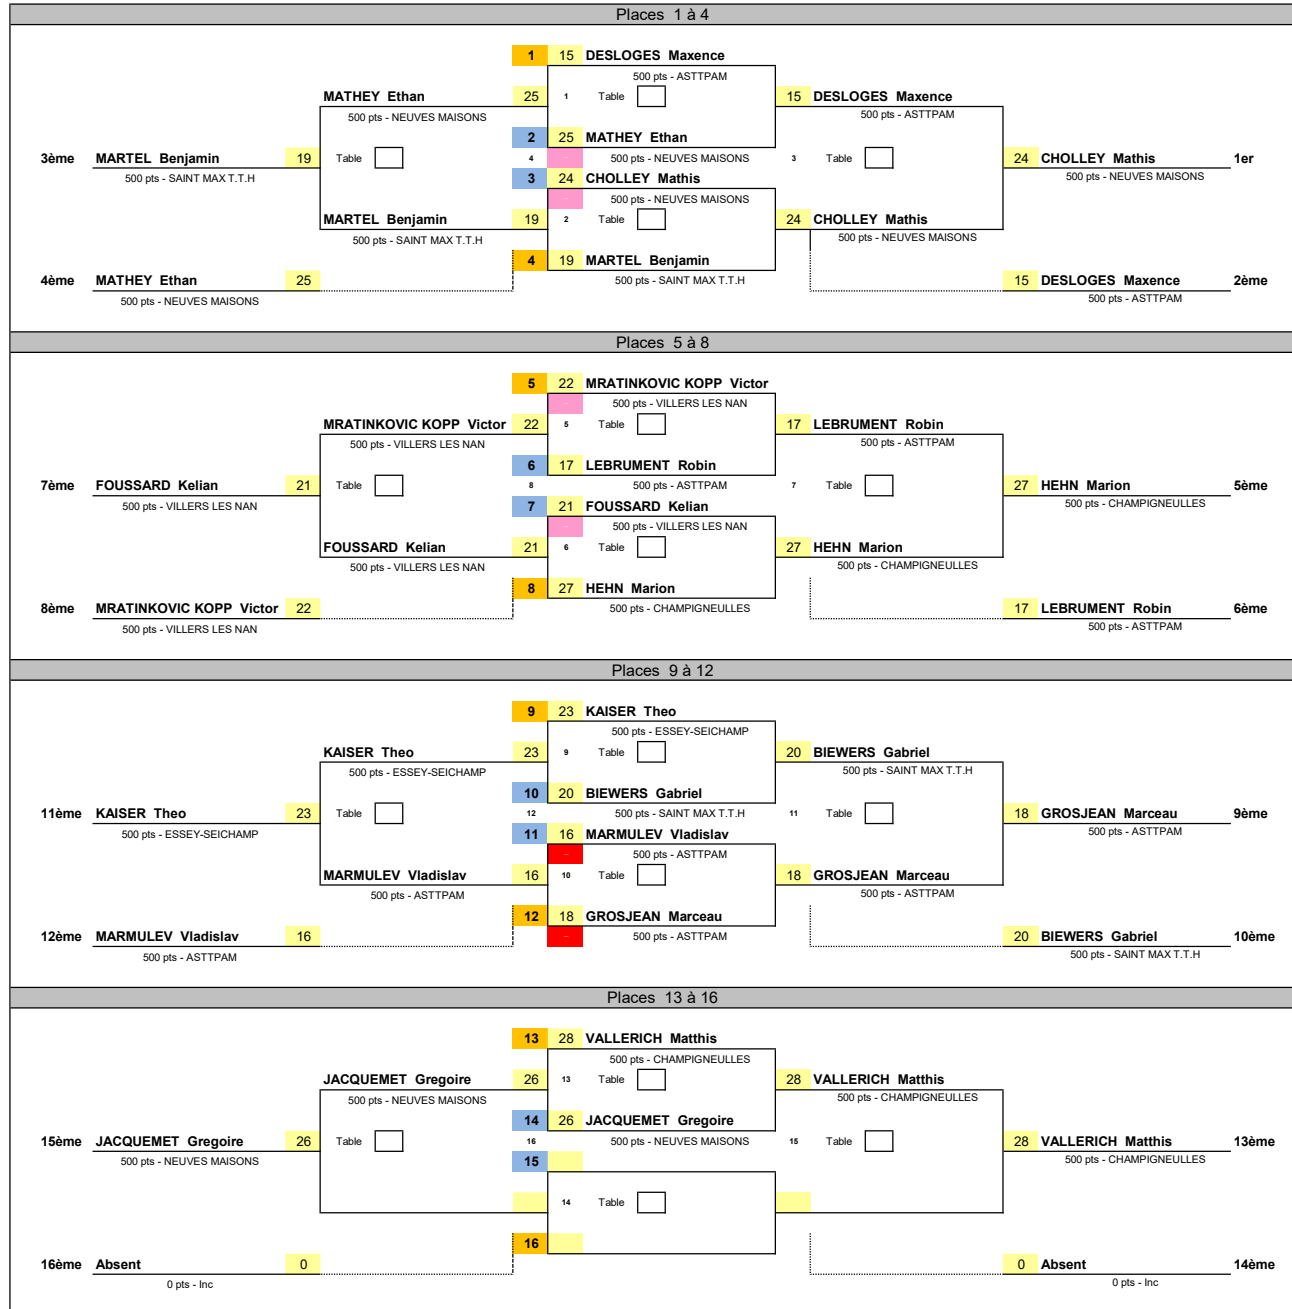 Places 1 à 4
1 15 DESLOGES Maxence
500 pts - ASTTPAM
MATHEY Ethan 25 1 Table 15 DESLOGES Maxence
500 pts - NEUVES MAISONS 500 pts - ASTTPAM
2 25 MATHEY Ethan
3ème MARTEL Benjamin 19 Table 4 - 500 pts - NEUVES MAISONS 3 Table 24 CHOLLEY Mathis 1er
500 pts - SAINT MAX T.T.H 3 24 CHOLLEY Mathis 500 pts - NEUVES MAISONS
- 500 pts - NEUVES MAISONS
MARTEL Benjamin 19 2 Table 24 CHOLLEY Mathis
500 pts - SAINT MAX T.T.H 500 pts - NEUVES MAISONS
4 19 MARTEL Benjamin
4ème MATHEY Ethan 25 500 pts - SAINT MAX T.T.H 15 DESLOGES Maxence 2ème
500 pts - NEUVES MAISONS 500 pts - ASTTPAM
Places 5 à 8
5 22 MRATINKOVIC KOPP Victor
- 500 pts - VILLERS LES NAN
MRATINKOVIC KOPP Victor 22 5 Table 17 LEBRUMENT Robin
500 pts - VILLERS LES NAN 500 pts - ASTTPAM
6 17 LEBRUMENT Robin
7ème FOUSSARD Kelian 21 Table 8 500 pts - ASTTPAM 7 Table 27 HEHN Marion 5ème
500 pts - VILLERS LES NAN 7 21 FOUSSARD Kelian 500 pts - CHAMPIGNEULLES
- 500 pts - VILLERS LES NAN
FOUSSARD Kelian 21 6 Table 27 HEHN Marion
500 pts - VILLERS LES NAN 500 pts - CHAMPIGNEULLES
8 27 HEHN Marion
8ème MRATINKOVIC KOPP Victor 22 500 pts - CHAMPIGNEULLES 17 LEBRUMENT Robin 6ème
500 pts - VILLERS LES NAN 500 pts - ASTTPAM
Places 9 à 12
9 23 KAISER Theo
500 pts - ESSEY-SEICHAMP
KAISER Theo 23 9 Table 20 BIEWERS Gabriel
500 pts - ESSEY-SEICHAMP 500 pts - SAINT MAX T.T.H
10 20 BIEWERS Gabriel
11ème KAISER Theo 23 Table 12 500 pts - SAINT MAX T.T.H 11 Table 18 GROSJEAN Marceau 9ème
500 pts - ESSEY-SEICHAMP 11 16 MARMULEV Vladislav 500 pts - ASTTPAM
- 500 pts - ASTTPAM
MARMULEV Vladislav 16 10 Table 18 GROSJEAN Marceau
500 pts - ASTTPAM 500 pts - ASTTPAM
12 18 GROSJEAN Marceau
12ème MARMULEV Vladislav 16 - 500 pts - ASTTPAM 20 BIEWERS Gabriel 10ème
500 pts - ASTTPAM 500 pts - SAINT MAX T.T.H
Places 13 à 16
13 28 VALLERICH Matthis
500 pts - CHAMPIGNEULLES
JACQUEMET Gregoire 26 13 Table 28 VALLERICH Matthis
500 pts - NEUVES MAISONS 500 pts - CHAMPIGNEULLES
14 26 JACQUEMET Gregoire
15ème JACQUEMET Gregoire 26 Table 16 500 pts - NEUVES MAISONS 15 Table 28 VALLERICH Matthis 13ème
500 pts - NEUVES MAISONS 15 500 pts - CHAMPIGNEULLES
14 Table
16
16ème Absent 0 0 Absent 14ème
0 pts - Inc 0 pts - Inc